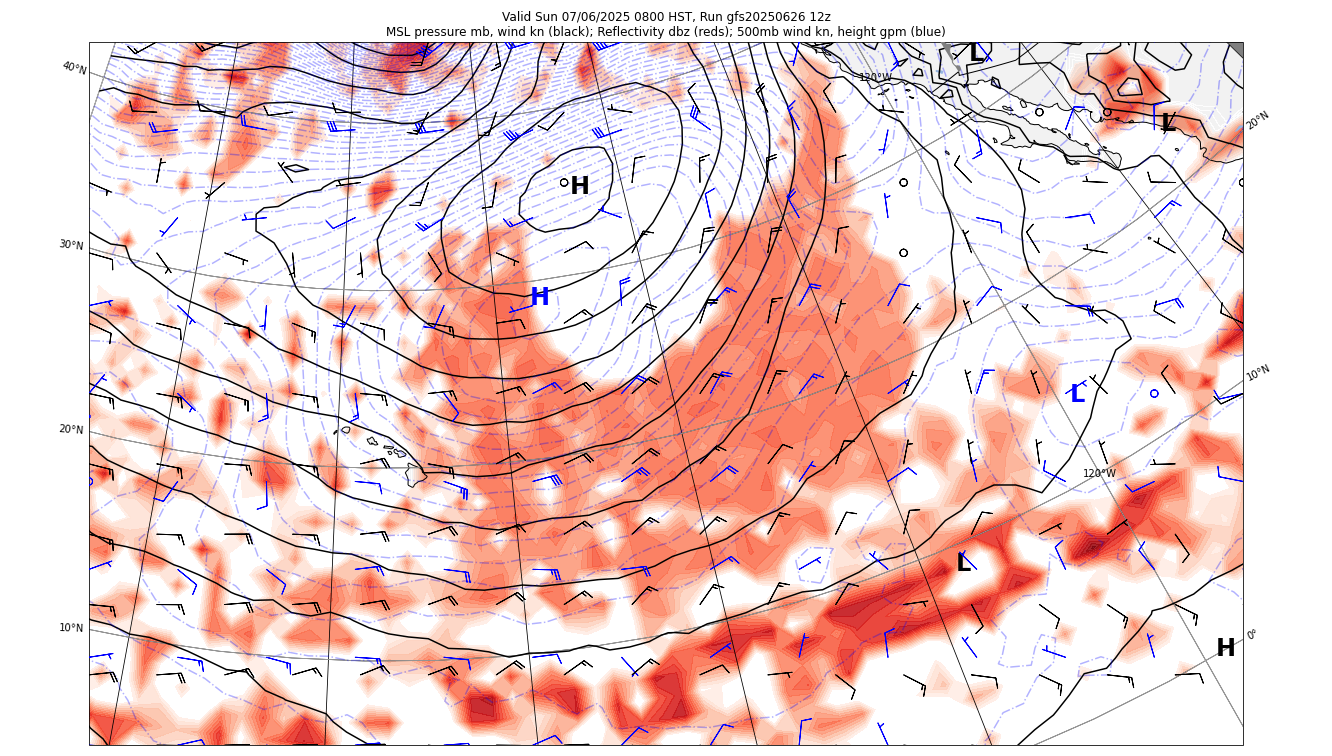 Valid Sun 07/06/2025 0800 HST, Run gfs20250626 12z
MSL pressure mb, wind kn (black); Reflectivity dbz (reds); 500mb wind kn, height gpm (blue)
L
40°N
120°W
L
20°N
H
30°N
H
10°N
L
20°N
120°W
L
10°N
0°
H